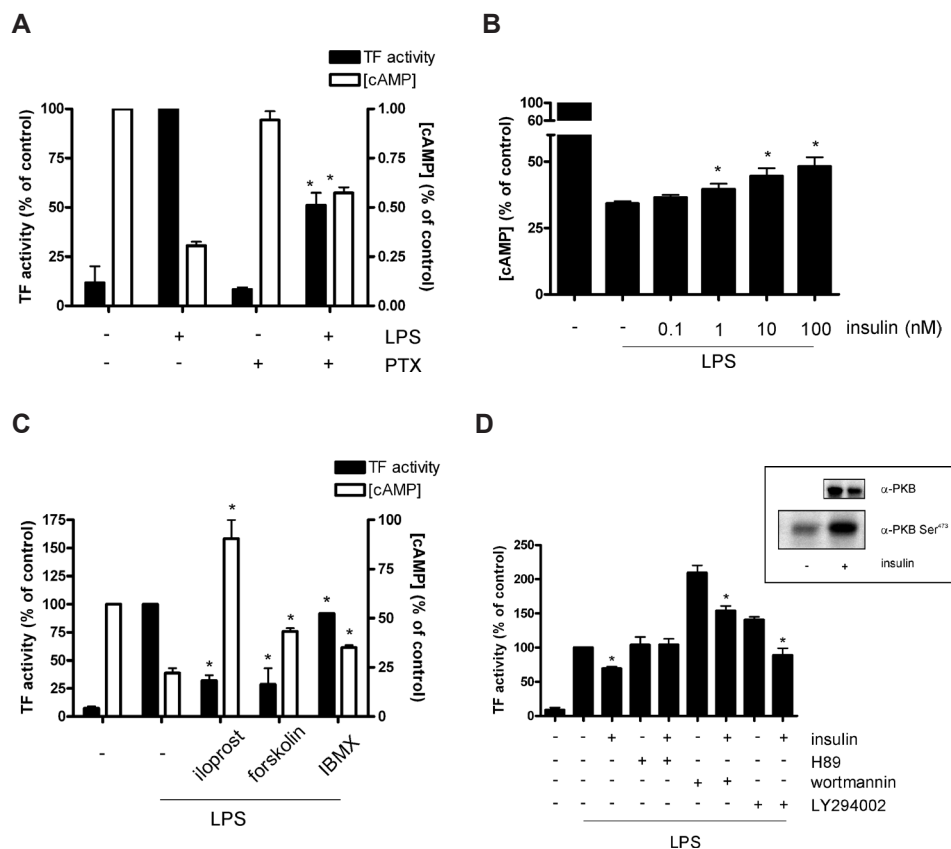 A
TF activity
[cAMP]
TF activity (% of control)
100
75
50
25
0
[cAMP] (% of control)
1.00
0.75
0.50
0.25
0.00
* *
- + - + LPS
- - + + PTX
B
[cAMP] (% of control)
100
60
50
25
0
* * *
- - 0.1 1 10 100 insulin (nM)
LPS
C
TF activity
[cAMP]
TF activity (% of control)
175
150
125
100
75
50
25
0
[cAMP] (% of control)
100
75
50
25
0
* * * * * *
- - iloprost forskolin IBMX
LPS
D
α-PKB
α-PKB Ser473
- + insulin
TF activity (% of control)
250
200
150
100
50
0
* * *
- - + - + - + - + insulin
- - - + + - - - - H89
- - - - - + + - - wortmannin
- - - - - - - + + LY294002
LPS